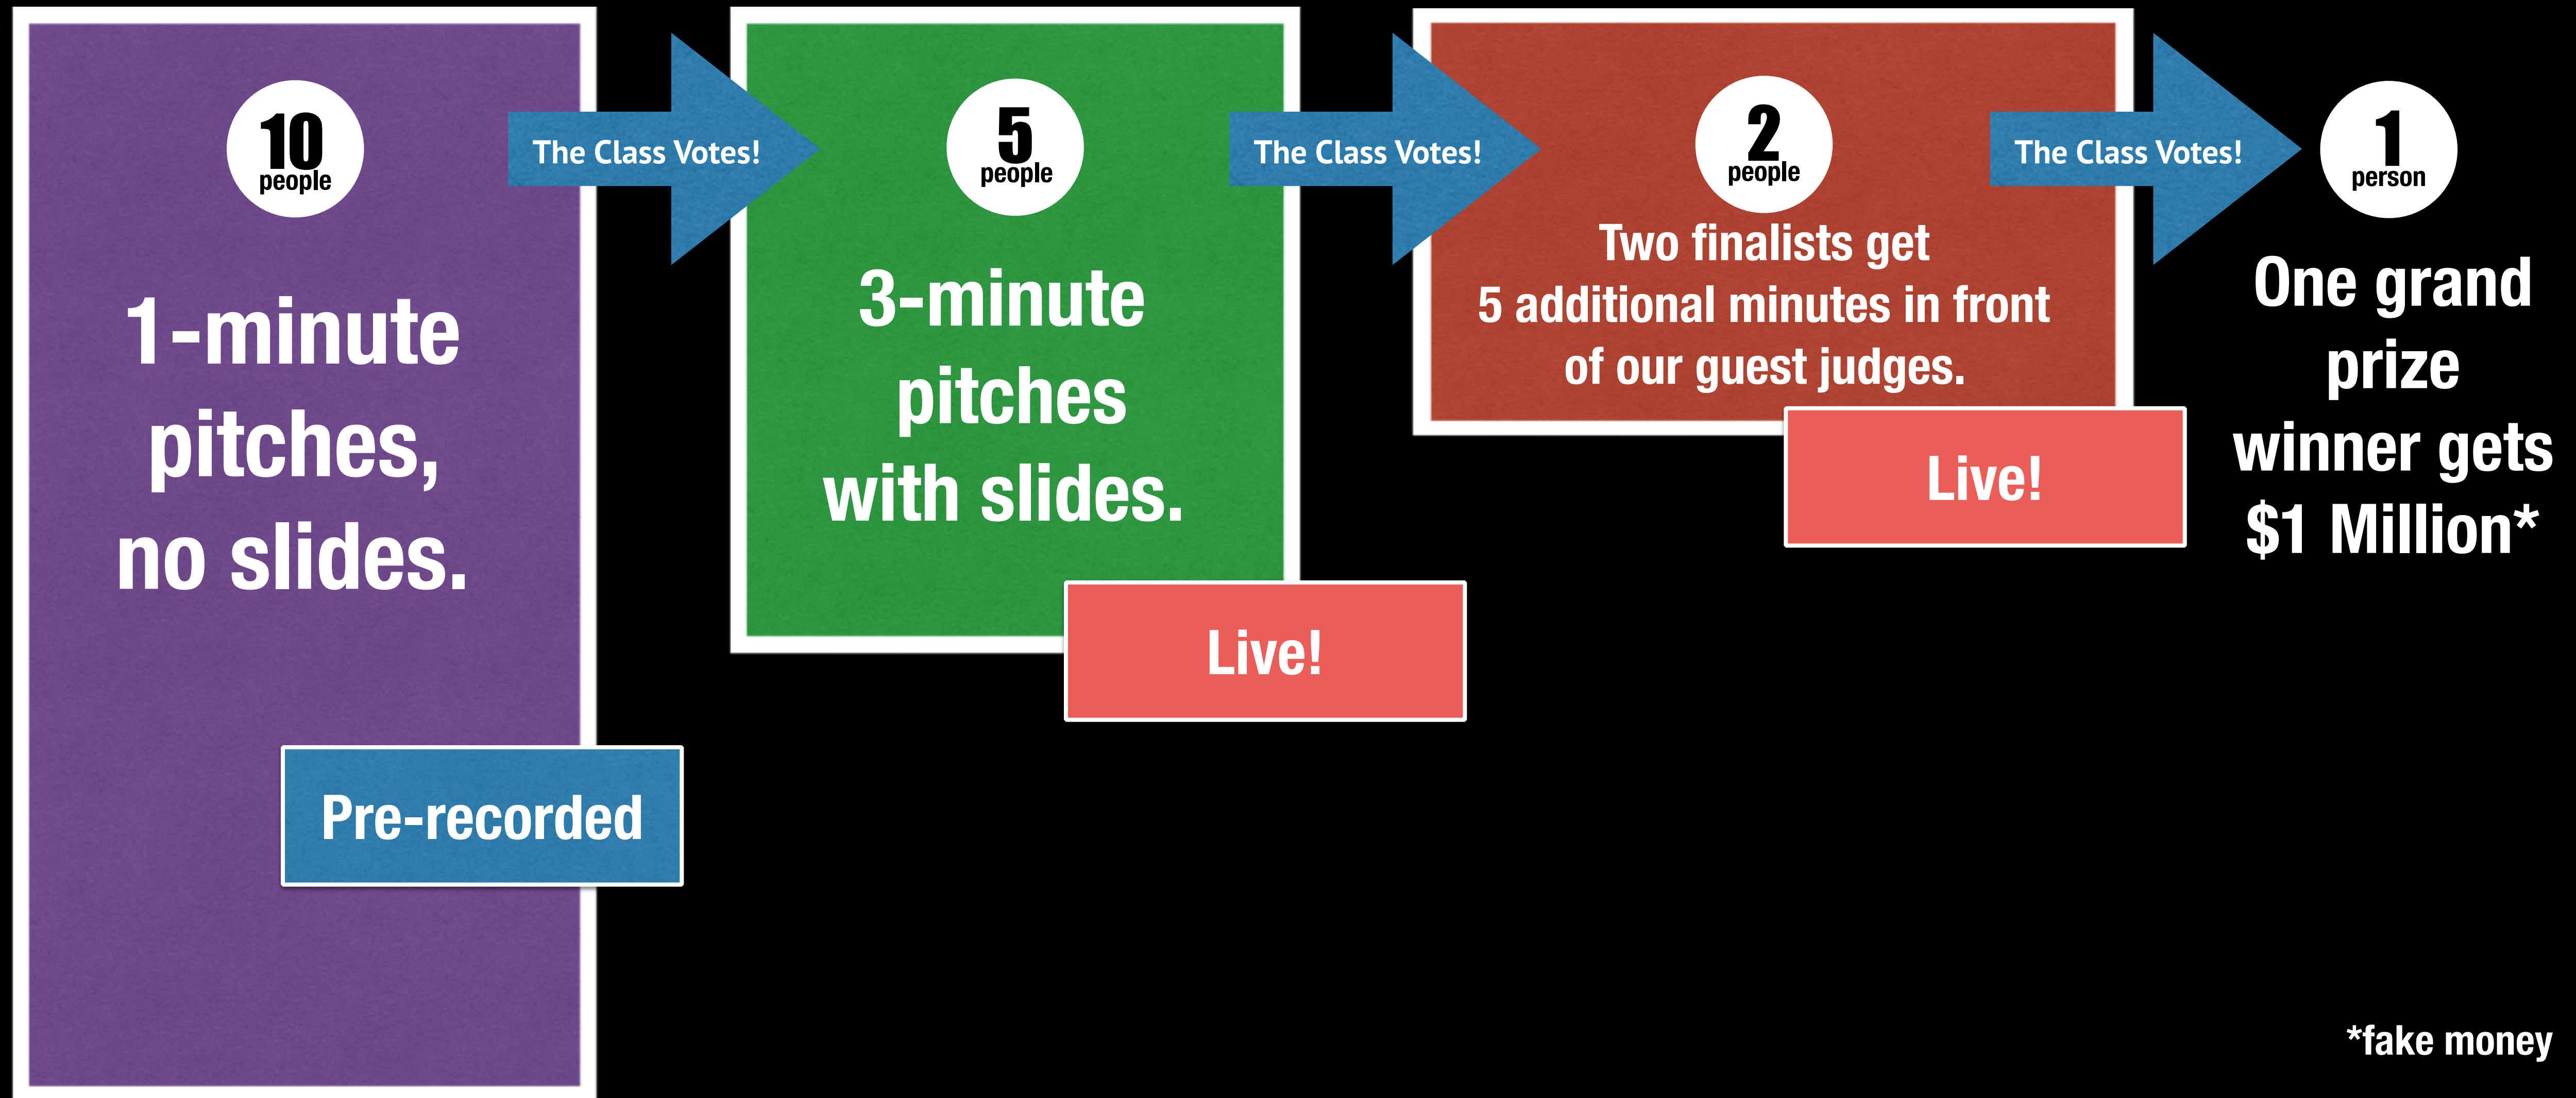 10
people
1-minute
pitches,
no slides.
Pre-recorded
The Class Votes!
5
people
3-minute
pitches
with slides.
Live!
The Class Votes!
2
people
Two finalists get
5 additional minutes in front
of our guest judges.
Live!
The Class Votes!
1
person
One grand
prize
winner gets
$1 Million*
*fake money